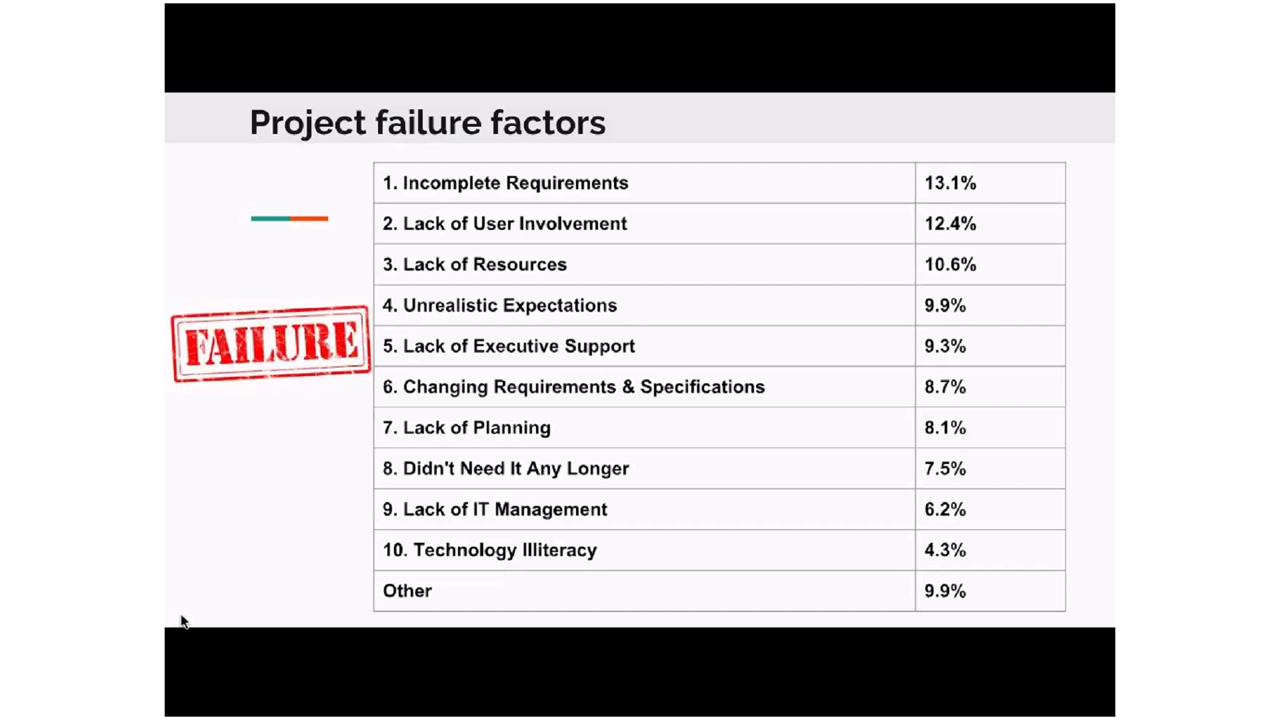 Project failure factors
1. Incomplete Requirements 13.1%
2. Lack of User Involvement 12.4%
3. Lack of Resources 10.6%
4. Unrealistic Expectations 9.9%
FAILURE
5. Lack of Executive Support 9.3%
6. Changing Requirements & Specifications 8.7%
7. Lack of Planning 8.1%
8. Didn't Need It Any Longer 7.5%
9. Lack of IT Management 6.2%
10. Technology Illiteracy 4.3%
Other 9.9%